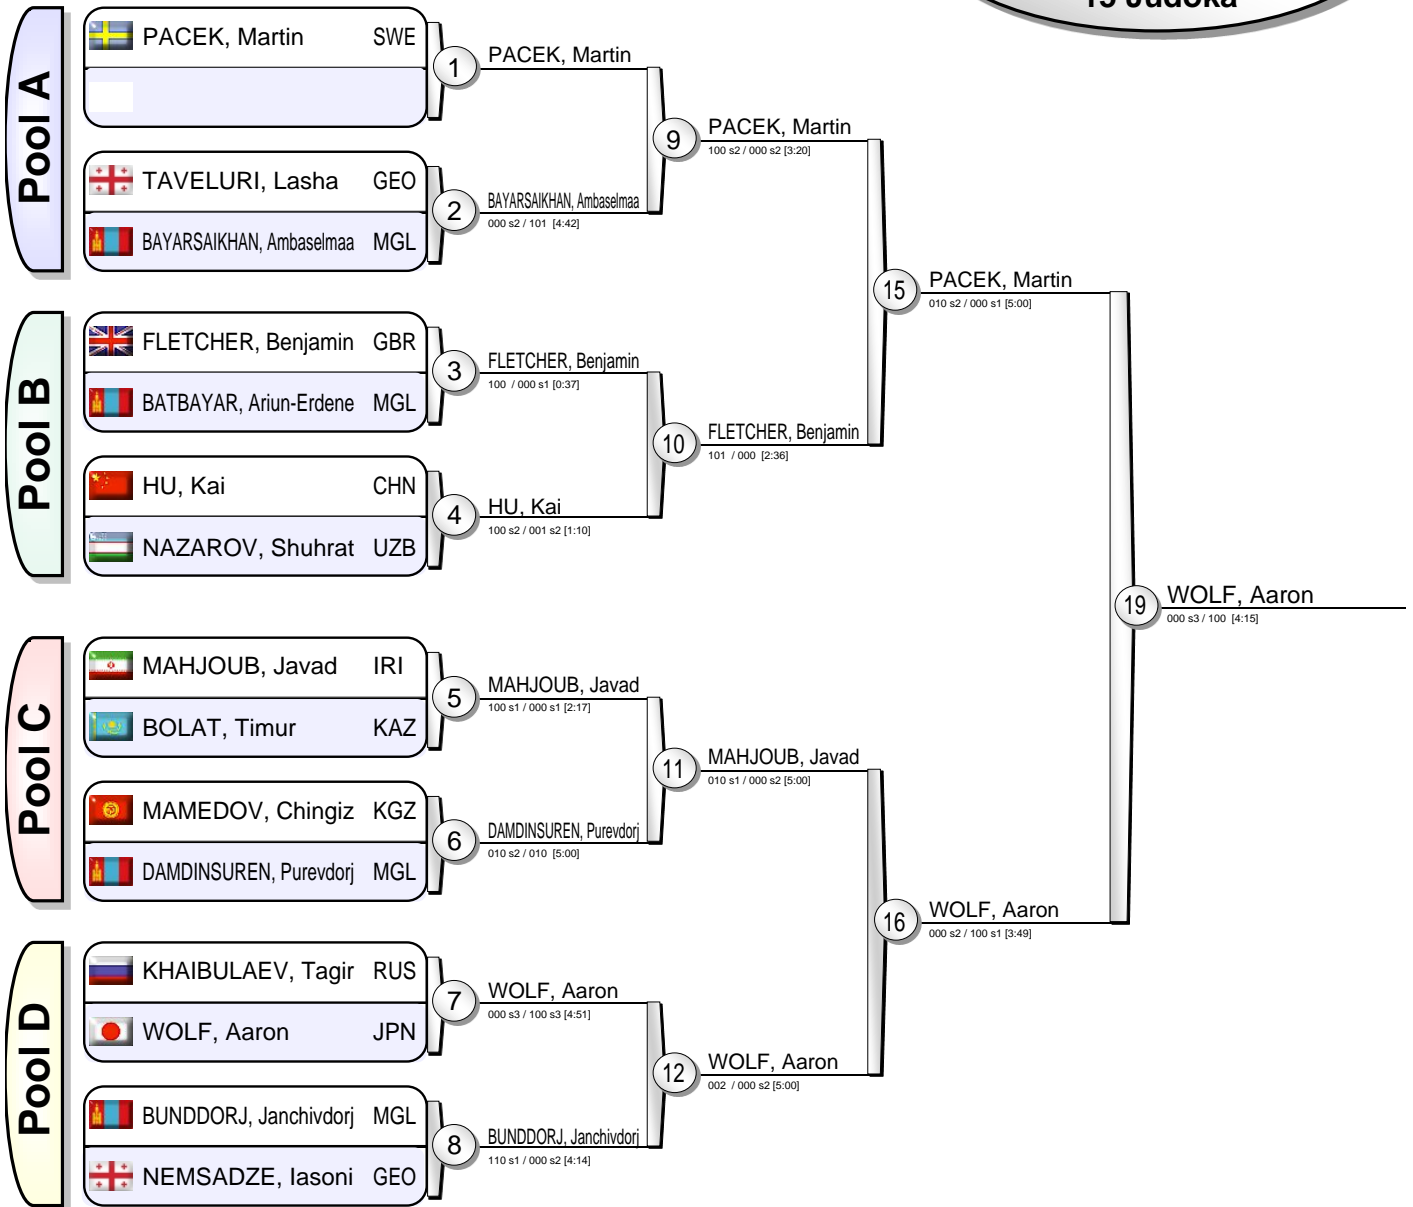 15 Judoka
Pool A
PACEK, Martin SWE
1
PACEK, Martin
TAVELURI, Lasha GEO
BAYARSAIKHAN, Ambaselmaa MGL
2
BAYARSAIKHAN, Ambaselmaa
000 s2 / 101 [4:42]
9
PACEK, Martin
100 s2 / 000 s2 [3:20]
Pool B
FLETCHER, Benjamin GBR
BATBAYAR, Ariun-Erdene MGL
3
FLETCHER, Benjamin
100 / 000 s1 [0:37]
HU, Kai CHN
NAZAROV, Shuhrat UZB
4
HU, Kai
100 s2 / 001 s2 [1:10]
10
FLETCHER, Benjamin
101 / 000 [2:36]
15
PACEK, Martin
010 s2 / 000 s1 [5:00]
Pool C
MAHJOUB, Javad IRI
BOLAT, Timur KAZ
5
MAHJOUB, Javad
100 s1 / 000 s1 [2:17]
MAMEDOV, Chingiz KGZ
DAMDINSUREN, Purevdorj MGL
6
DAMDINSUREN, Purevdorj
010 s2 / 010 [5:00]
11
MAHJOUB, Javad
010 s1 / 000 s2 [5:00]
Pool D
KHAIBULAEV, Tagir RUS
WOLF, Aaron JPN
7
WOLF, Aaron
000 s3 / 100 s3 [4:51]
BUNDDORJ, Janchivdorj MGL
NEMSADZE, Iasoni GEO
8
BUNDDORJ, Janchivdorj
110 s1 / 000 s2 [4:14]
12
WOLF, Aaron
002 / 000 s2 [5:00]
16
WOLF, Aaron
000 s2 / 100 s1 [3:49]
19
WOLF, Aaron
000 s3 / 100 [4:15]